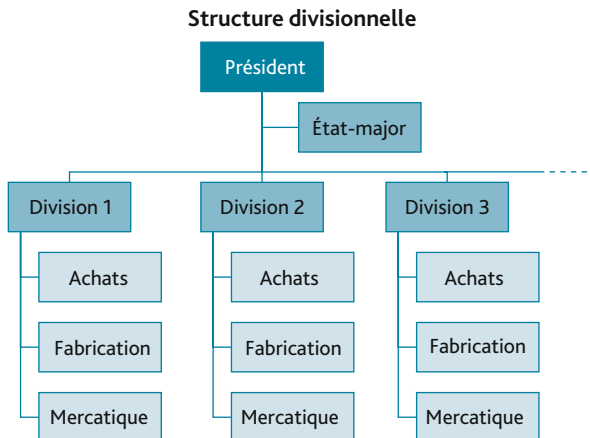 Structure divisionnelle
Président
État-major
Division 1
Division 2
Division 3
Achats
Achats
Achats
Fabrication
Fabrication
Fabrication
Mercatique
Mercatique
Mercatique